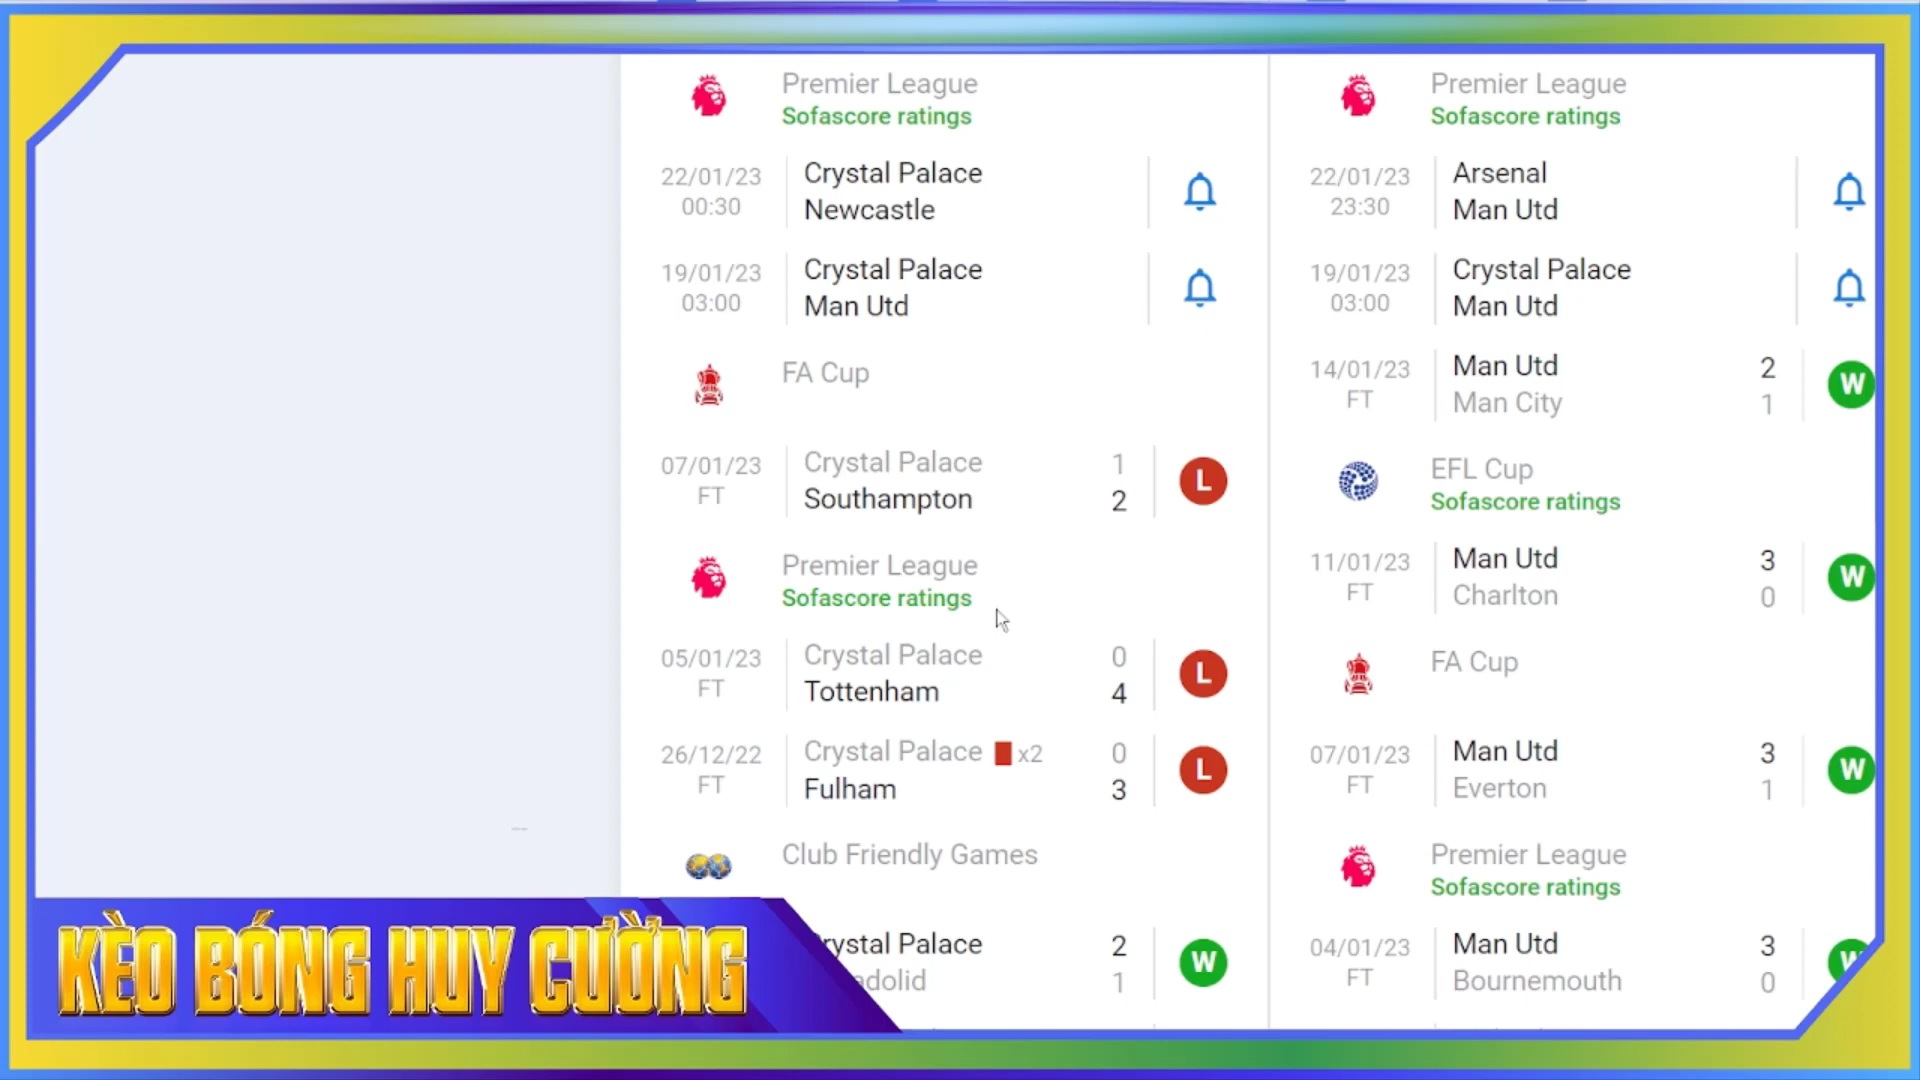 Premier League
Sofascore ratings
22/01/23
00:30
Crystal Palace
Newcastle
19/01/23
03:00
Crystal Palace
Man Utd
FA Cup
07/01/23
FT
Crystal Palace 1
Southampton 2
L
Premier League
Sofascore ratings
05/01/23
FT
Crystal Palace 0
Tottenham 4
L
26/12/22
FT
Crystal Palace x2 0
Fulham 3
L
Club Friendly Games
Palace 2
1
W
Premier League
Sofascore ratings
22/01/23
23:30
Arsenal
Man Utd
19/01/23
03:00
Crystal Palace
Man Utd
14/01/23
FT
Man Utd 2
Man City 1
W
EFL Cup
Sofascore ratings
11/01/23
FT
Man Utd 3
Charlton 0
W
FA Cup
07/01/23
FT
Man Utd 3
Everton 1
W
Premier League
Sofascore ratings
04/01/23
FT
Man Utd 3
Bournemouth 0
W
KÈO BÓNG HUY CƯỜNG